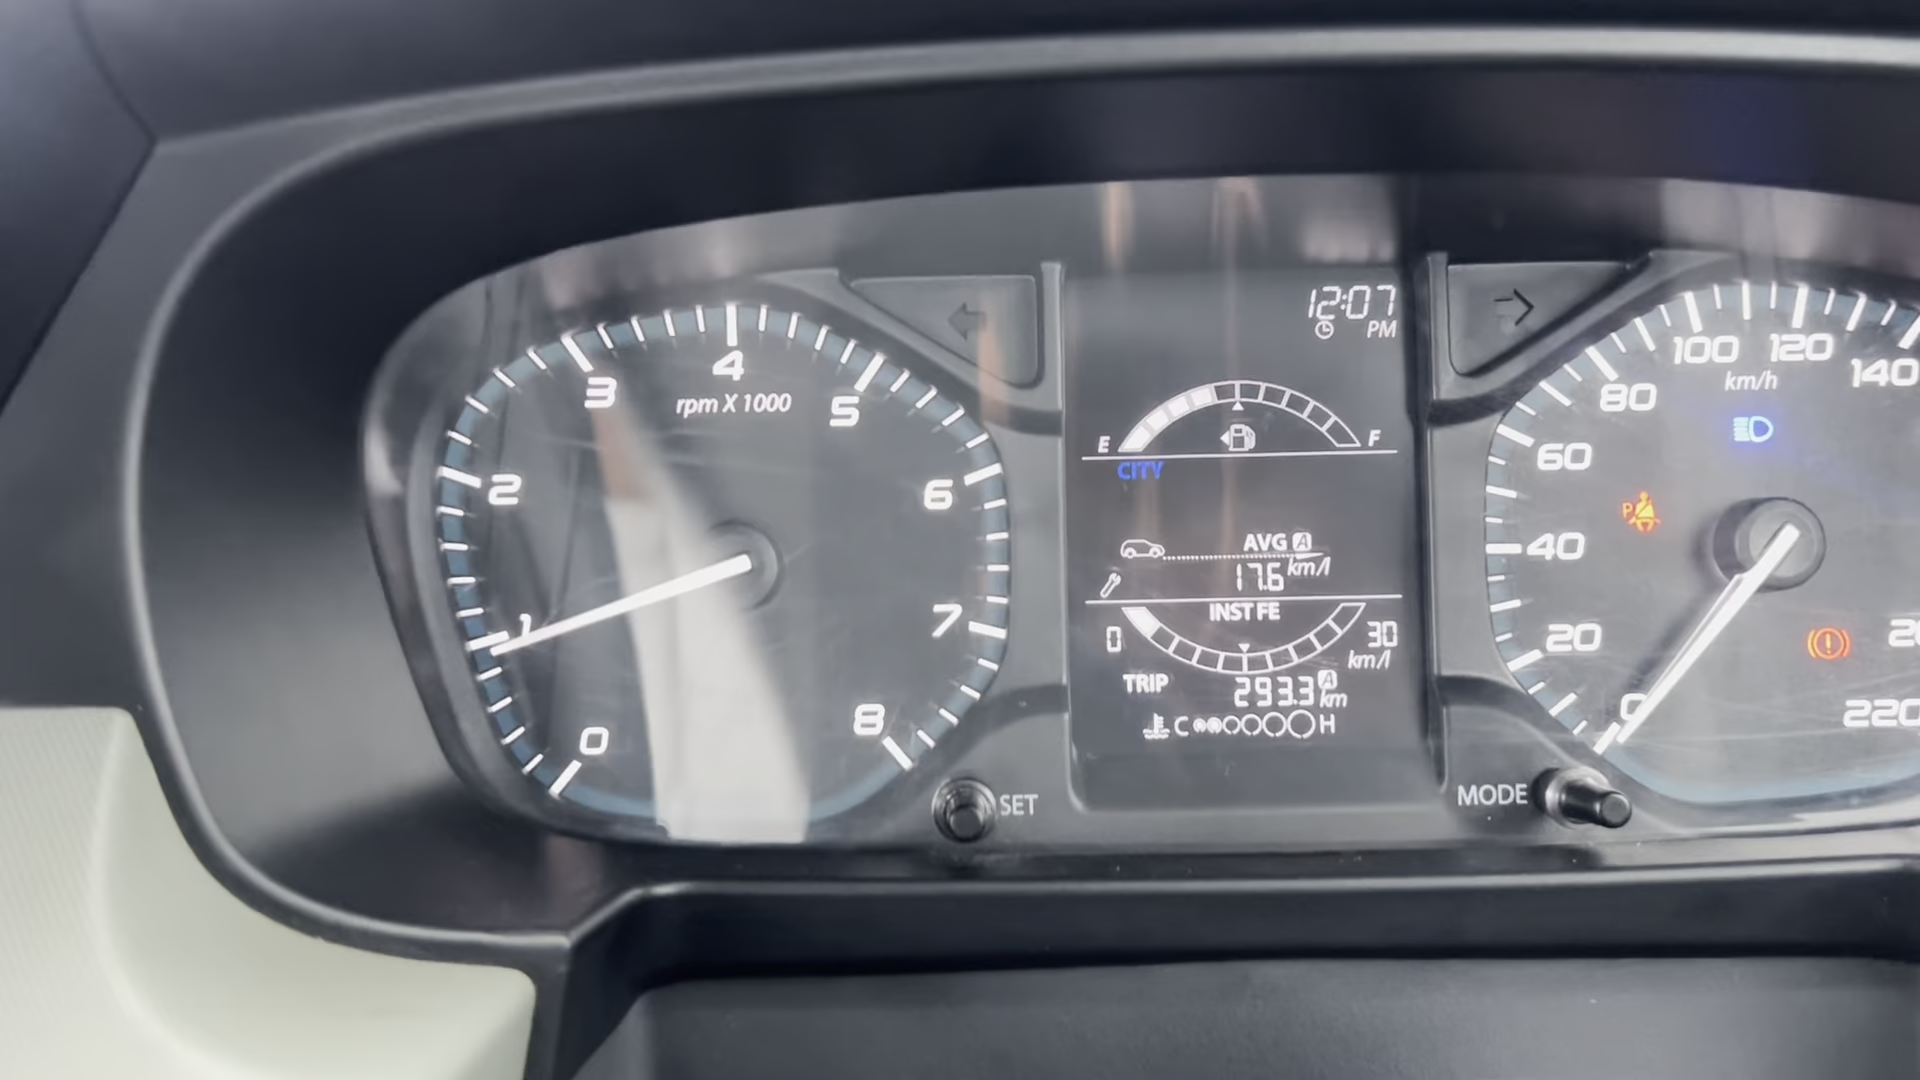 12:07
PM
4
3
5
rpm X 1000
2
6
1
7
0
8
SET
E
F
CITY
AVG A
17.6 km/l
INST FE
0
30
km/l
TRIP
293.3 A km
C
H
MODE
100
120
140
km/h
80
60
P
40
20
0
220